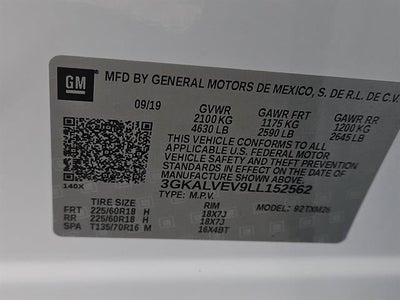 GM MFD BY GENERAL MOTORS DE MEXICO, S. DE R.L. DE C.V.
09/19 GVWR GAWR FRT GAWR RR
2100 KG 1175 KG 1200 KG
4630 LB 2590 LB 2645 LB
THIS VEHICLE CONFORMS TO ALL
APPLICABLE U.S. FEDERAL MOTOR
VEHICLE SAFETY, BUMPER, AND THEFT
PREVENTION STANDARDS IN EFFECT ON
THE DATE OF MANUFACTURE SHOWN ABOVE.
140X 3GKALVEV9LL152562
TYPE: M.P.V. MODEL: 92TXM26
TIRE SIZE RIM
FRT 225/60R18 H 18X7J
RR 225/60R18 H 18X7J
SPA T135/70R16 M 16X4BT